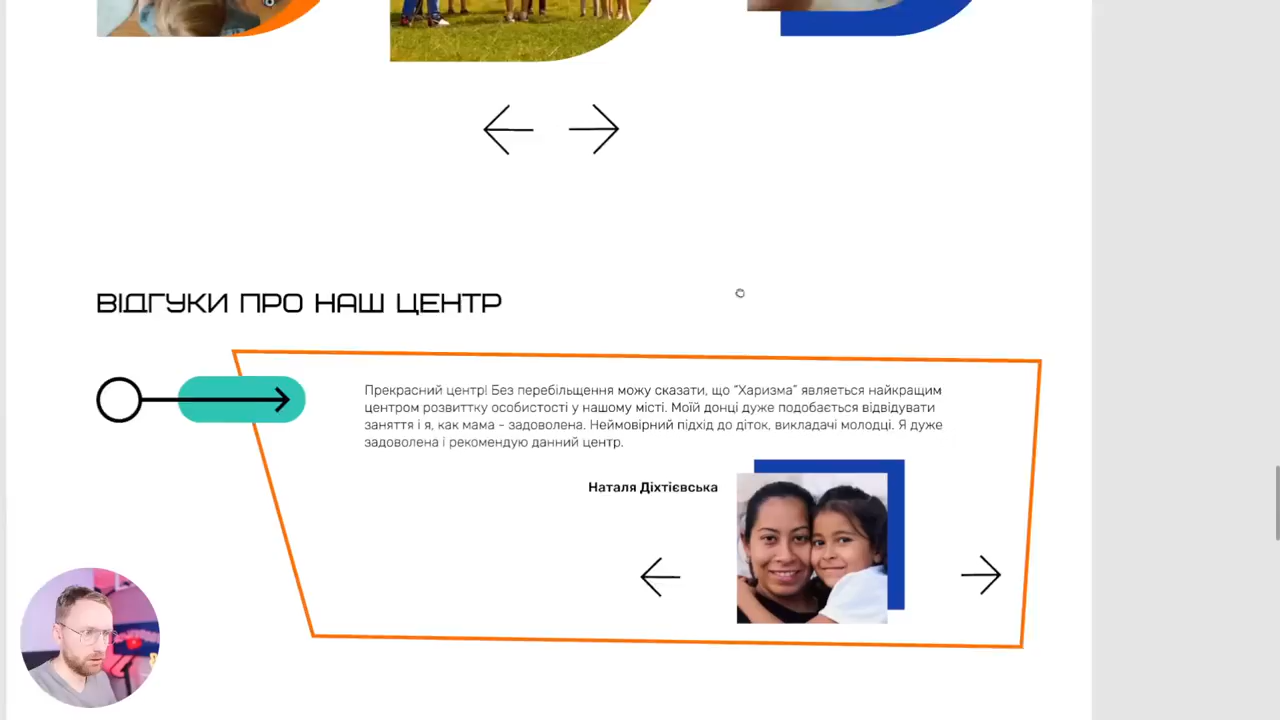 ВІДГУКИ ПРО НАШ ЦЕНТР
Прекрасний центр! Без перебільщення можу сказати, що “Харизма” являеться найкращим
центром розвиттку особистості у нашому місті. Моїй донці дуже подобається відвідувати
заняття і я, как мама - задоволена. Неймовірний підхід до діток, викладачі молодці. Я дуже
задоволена і рекомендую данний центр.
Наталя Діхтієвська